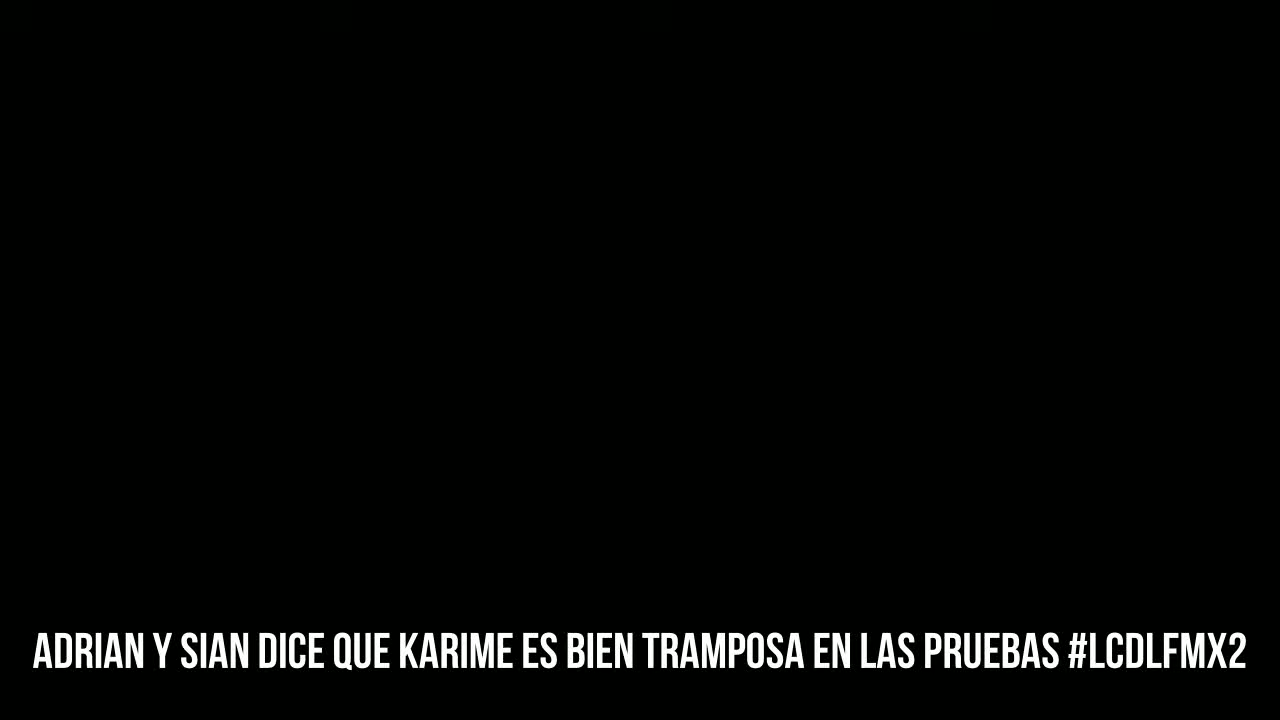 ADRIAN Y SIAN DICE QUE KARIME ES BIEN TRAMPOSA EN LAS PRUEBAS #LCDLFMX2